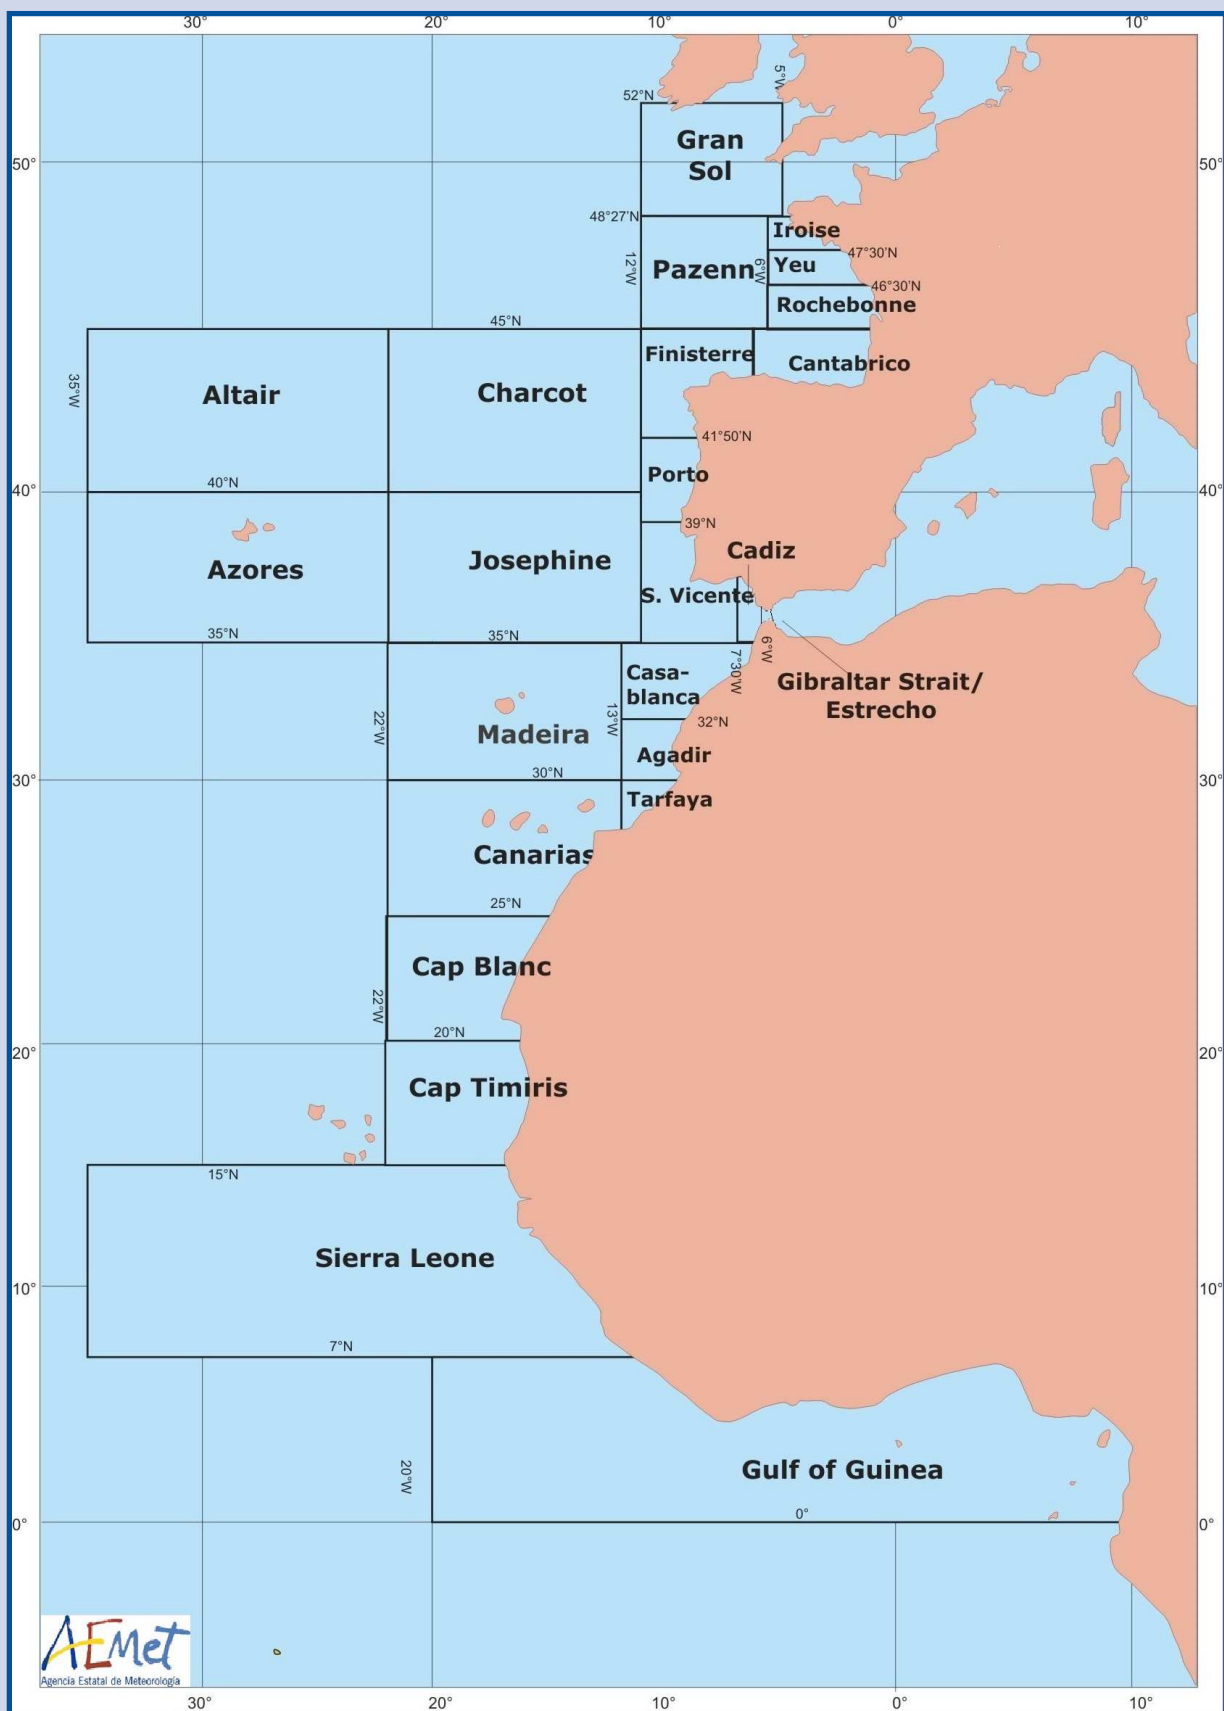 30°
20°
10°
0°
10°
5°W
52°N
Gran
Sol
50°
50°
48°27'N
Iroise
47°30'N
12°W
Pazenn
6°W
Yeu
46°30'N
Rochebonne
45°N
Finisterre
Cantabrico
35°W
Altair
Charcot
41°50'N
Porto
40°
40°N
40°
39°N
Cadiz
Azores
Josephine
S. Vicente
35°N
35°N
7°30'W
6°W
Casa-
blanca
Gibraltar Strait/
Estrecho
22°W
13°W
32°N
Madeira
Agadir
30°
30°N
30°
Tarfaya
Canarias
25°N
Cap Blanc
22°W
20°N
20°
20°
Cap Timiris
15°N
Sierra Leone
10°
10°
7°N
20°W
Gulf of Guinea
0°
0°
0°
AEMet
Agencia Estatal de Meteorología
30°
20°
10°
0°
10°